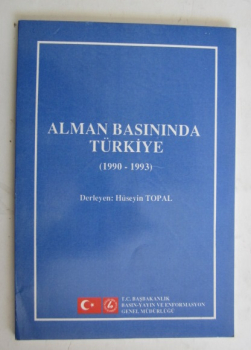 ALMAN BASININDA
TÜRKİYE
(1990 - 1993)
Derleyen: Hüseyin TOPAL
T.C. BAŞBAKANLIK
BASIN-YAYIN VE ENFORMASYON
GENEL MÜDÜRLÜĞÜ